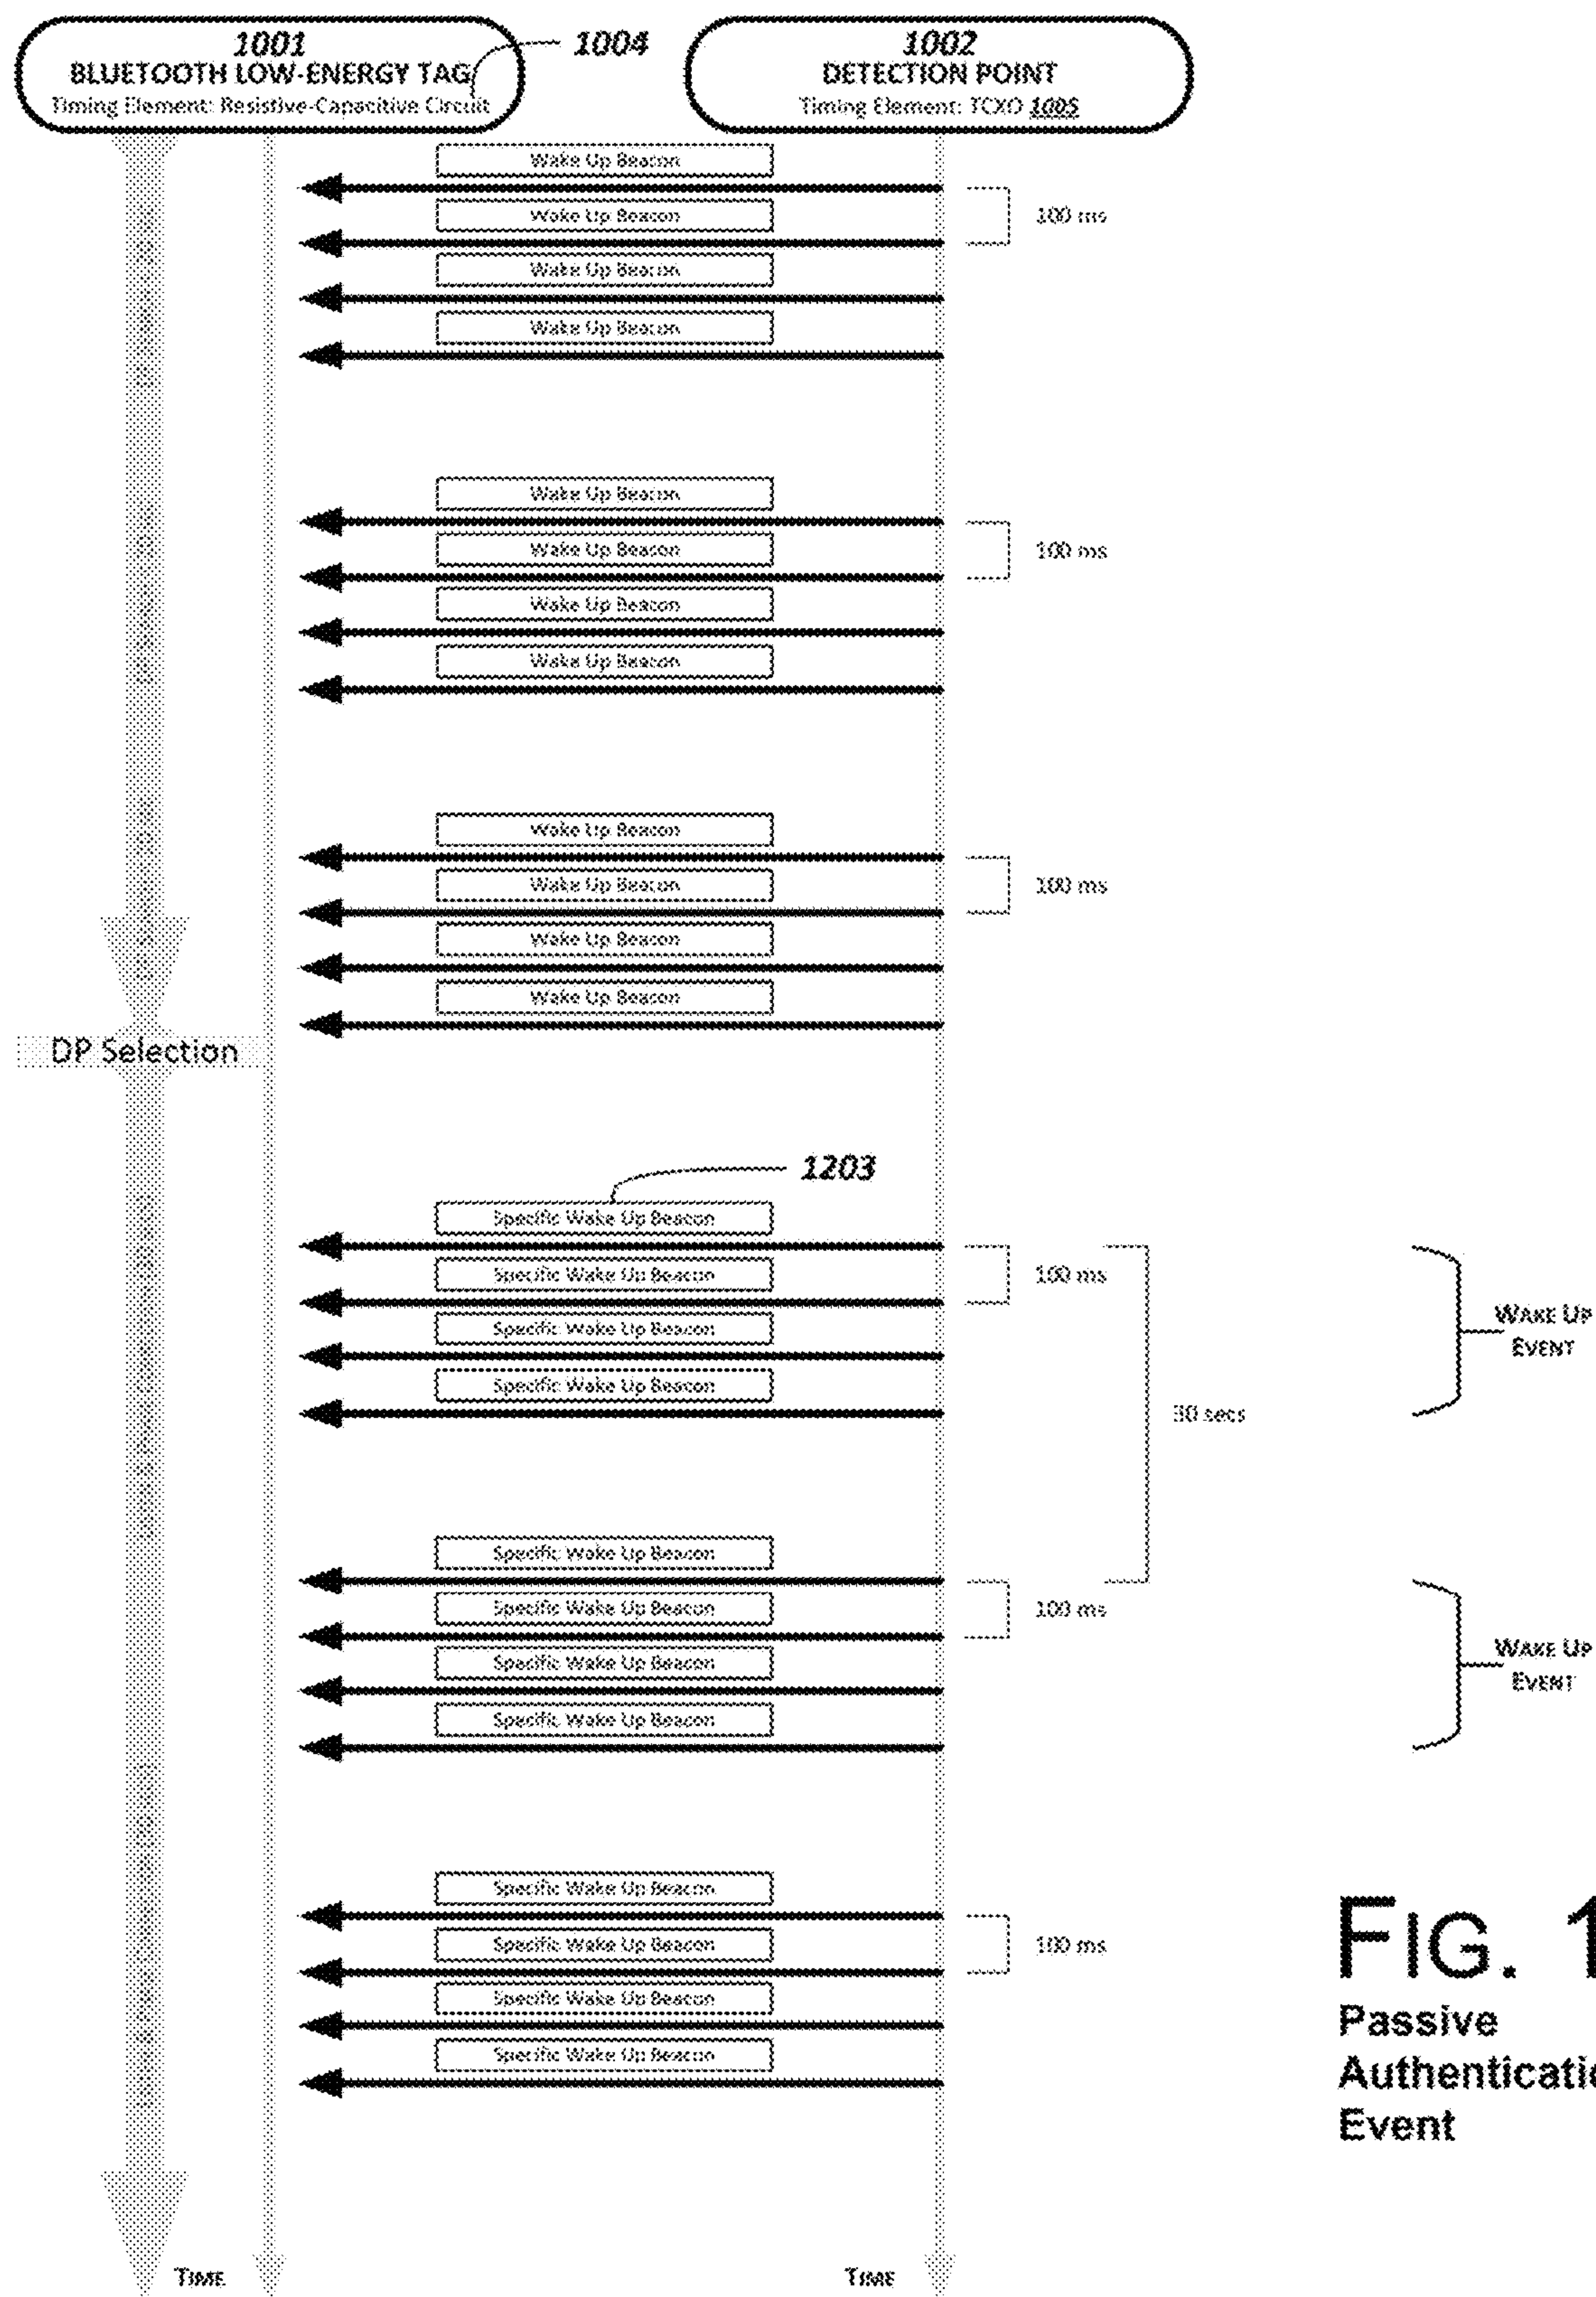 1001
BLUETOOTH LOW-ENERGY TAG
Timing Element: Resistive-Capacitive Circuit
1004
1002
DETECTION POINT
Timing Element: TCXO 1005
Wake Up Beacon
100 ms
Wake Up Beacon
Wake Up Beacon
Wake Up Beacon
Wake Up Beacon
100 ms
Wake Up Beacon
Wake Up Beacon
Wake Up Beacon
Wake Up Beacon
100 ms
Wake Up Beacon
Wake Up Beacon
Wake Up Beacon
DP Selection
1203
Specific Wake Up Beacon
100 ms
Specific Wake Up Beacon
Specific Wake Up Beacon
Specific Wake Up Beacon
WAKE UP
EVENT
30 secs
Specific Wake Up Beacon
100 ms
Specific Wake Up Beacon
Specific Wake Up Beacon
Specific Wake Up Beacon
WAKE UP
EVENT
Specific Wake Up Beacon
100 ms
Specific Wake Up Beacon
Specific Wake Up Beacon
Specific Wake Up Beacon
FIG. 1
Passive
Authenticatio
Event
TIME
TIME